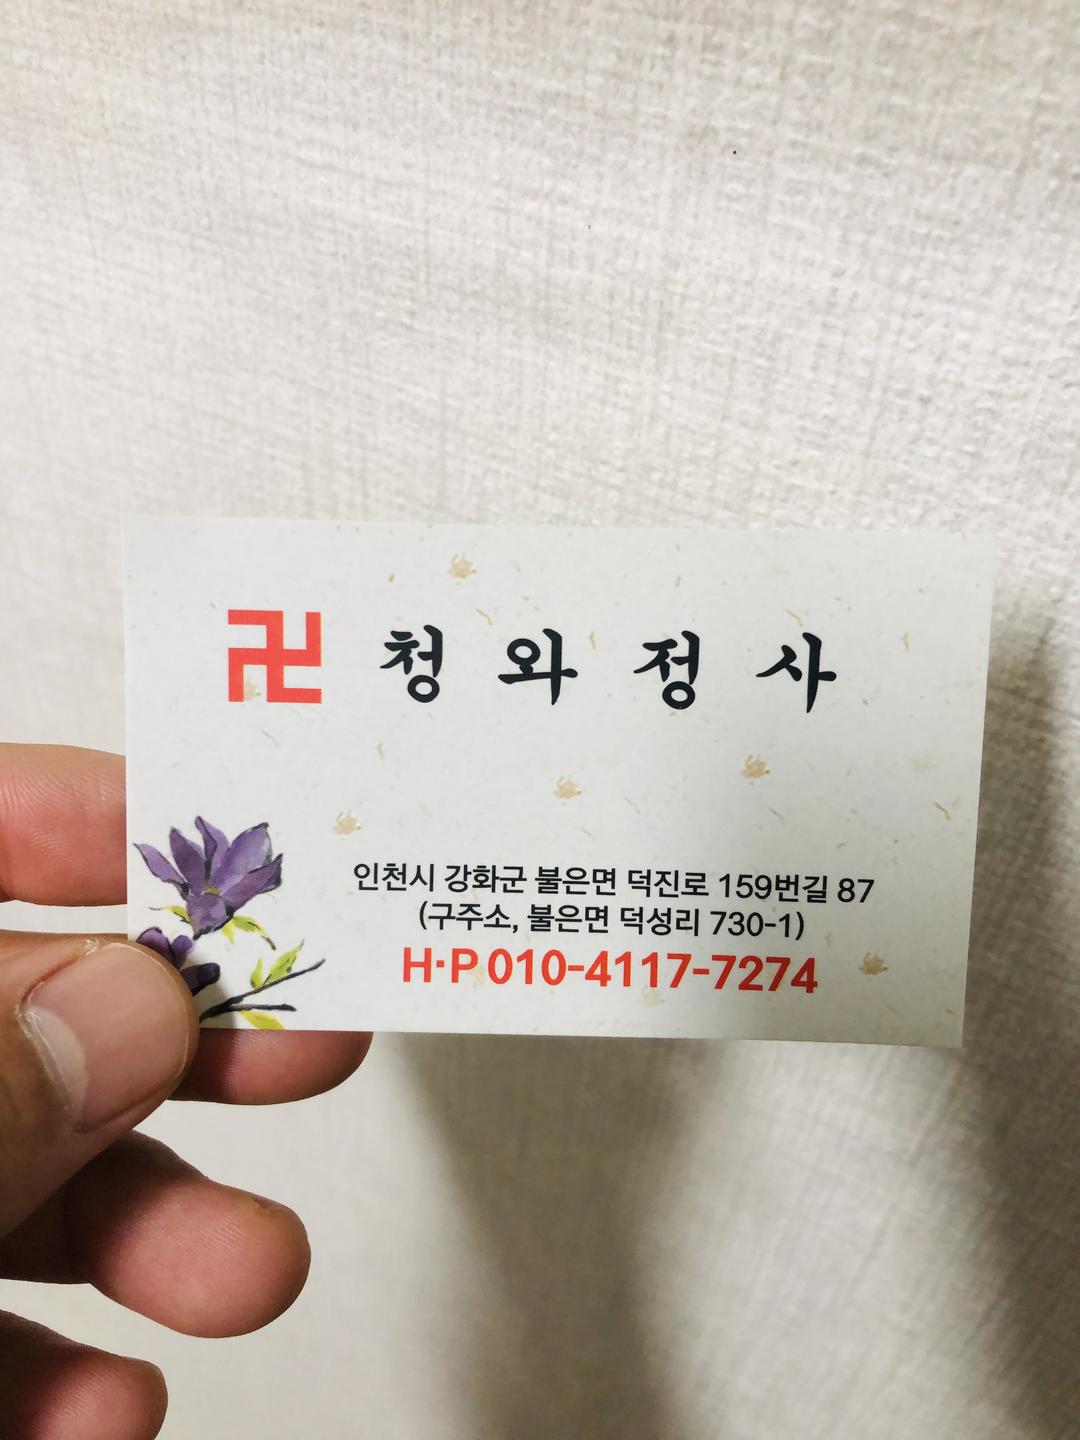 卍 청와정사
인천시 강화군 불은면 덕진로 159번길 87
(구주소, 불은면 덕성리 730-1)
H·P 010-4117-7274